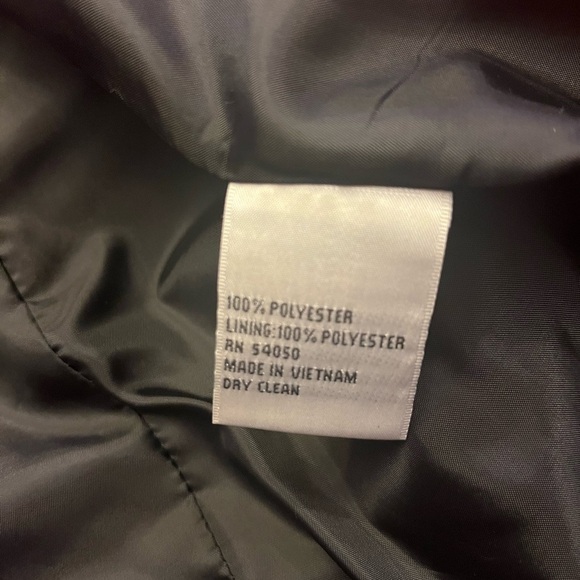 100% POLYESTER
LINING:100% POLYESTER
RN 54050
MADE IN VIETNAM
DRY CLEAN